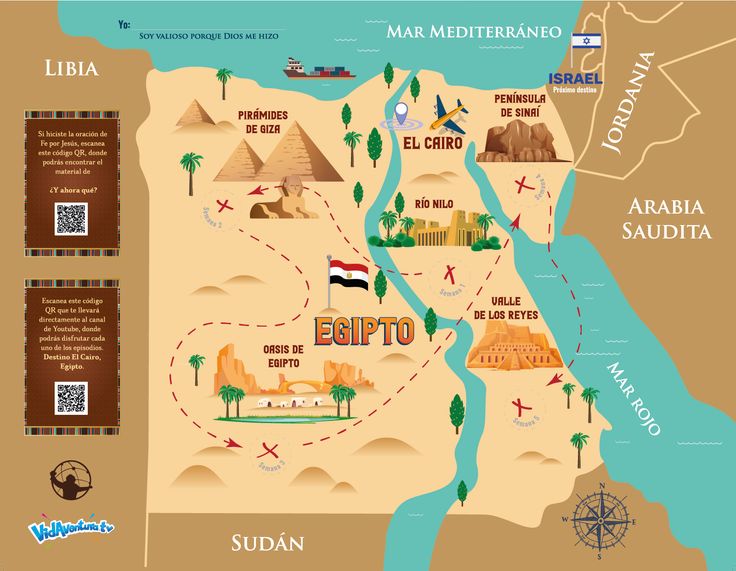 Yo:
Soy valioso porque Dios me hizo
Mar Mediterráneo
Libia
ISRAEL
Próximo destino
Jordania
Pirámides
de Giza
El Cairo
Península
de Sinaí
Si hiciste la oración de
Fe por Jesús, escanea
este código QR, donde
podrás encontrar el
material de
¿Y ahora qué?
Semana 2
Río Nilo
Semana 4
Arabia
Saudita
Semana 1
Egipto
Valle
de los Reyes
Escanea este código
QR que te llevará
directamente al canal
de Youtube, donde
podrás disfrutar cada
uno de los episodios.
Destino El Cairo,
Egipto.
Oasis de
Egipto
Mar Rojo
Semana 3
Semana 5
VidAventura tv
Sudán
N
W
E
S